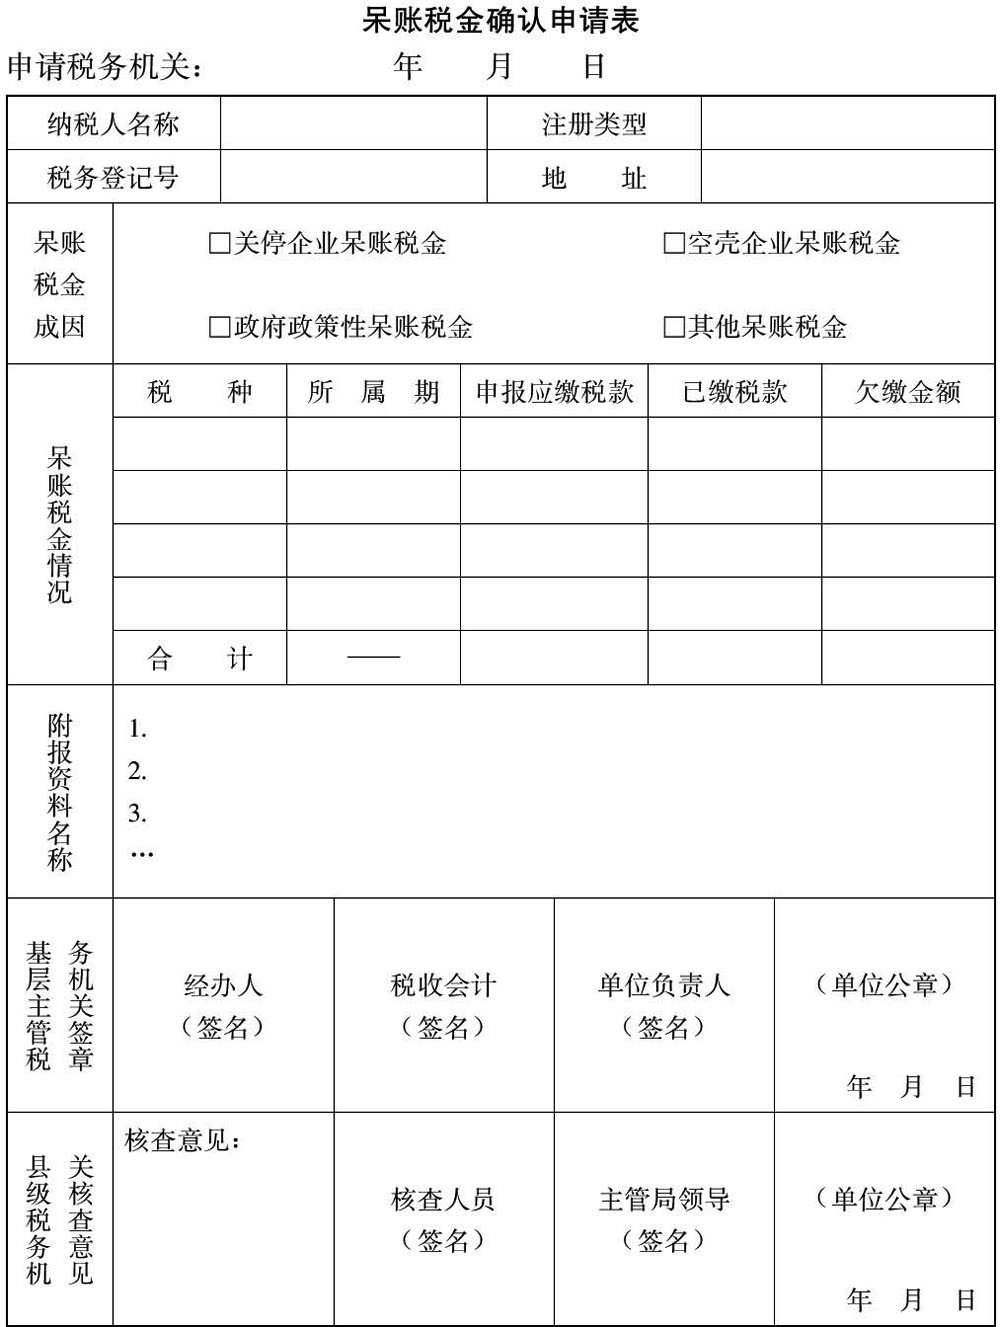 呆账税金确认申请表
申请税务机关： 年 月 日
纳税人名称 注册类型
税务登记号 地 址
呆账税金成因
□关停企业呆账税金 □空壳企业呆账税金
□政府政策性呆账税金 □其他呆账税金
呆账税金情况
税 种 所 属 期 申报应缴税款 已缴税款 欠缴金额
合 计 ——
附报资料名称
1.
2.
3.
…
基层主管税务机关签章
经办人 税收会计 单位负责人 （单位公章）
（签名） （签名） （签名）
年 月 日
县级税务机关核查意见
核查意见：
核查人员 主管局领导 （单位公章）
（签名） （签名）
年 月 日